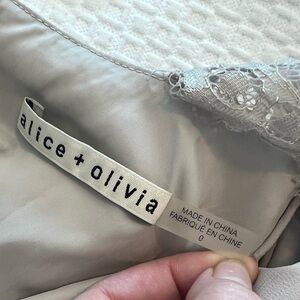 alice + olivia
MADE IN CHINA
FABRIQUÉ EN CHINE
0